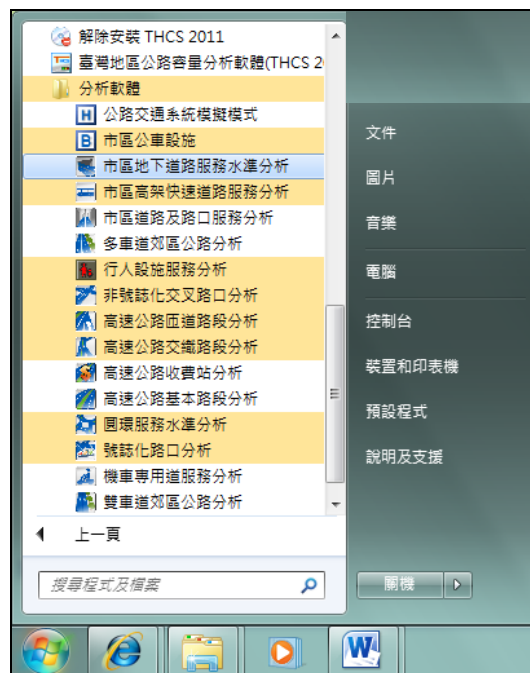 解除安裝 THCS 2011
臺灣地區公路容量分析軟體(THCS 2
分析軟體
H 公路交通系統模擬模式
B 市區公車設施
市區地下道路服務水準分析
市區高架快速道路服務分析
市區道路及路口服務分析
多車道郊區公路分析
行人設施服務分析
非號誌化交叉路口分析
高速公路匝道路段分析
高速公路交織路段分析
高速公路收費站分析
高速公路基本路段分析
圓環服務水準分析
號誌化路口分析
機車專用道服務分析
雙車道郊區公路分析
上一頁
搜尋程式及檔案
文件
圖片
音樂
電腦
控制台
裝置和印表機
預設程式
說明及支援
關機
W